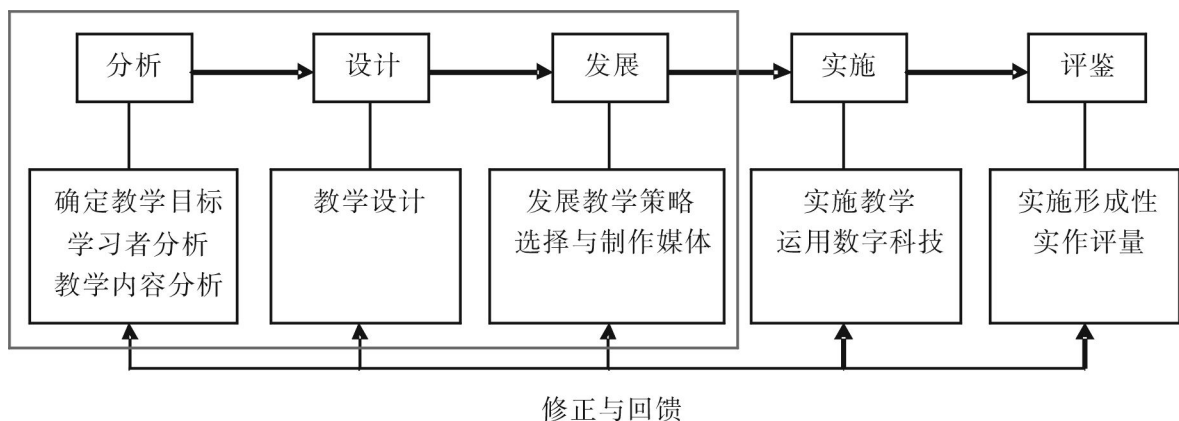 分析
设计
发展
实施
评鉴
确定教学目标
学习者分析
教学内容分析
教学设计
发展教学策略
选择与制作媒体
实施教学
运用数字科技
实施形成性
实作评量
修正与回馈